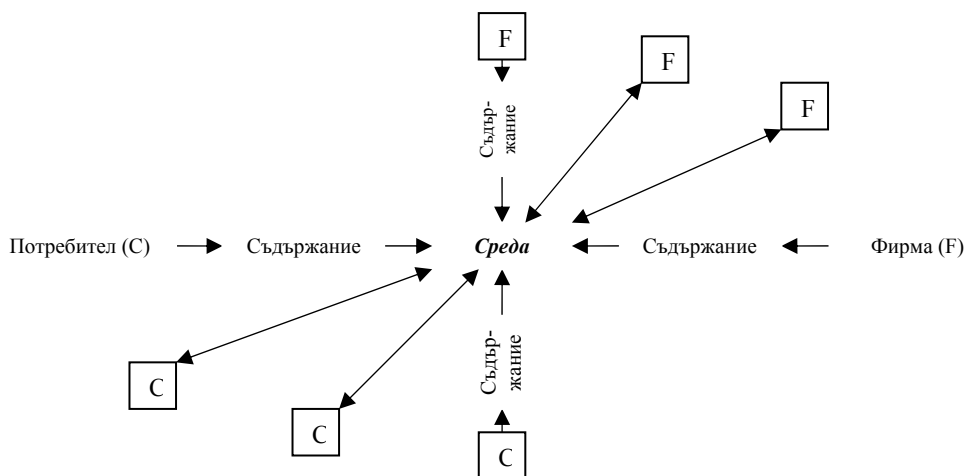 F
F
F
Съдър-
жание
Потребител (C)
Съдържание
Среда
Съдържание
Фирма (F)
Съдър-
жание
C
C
C